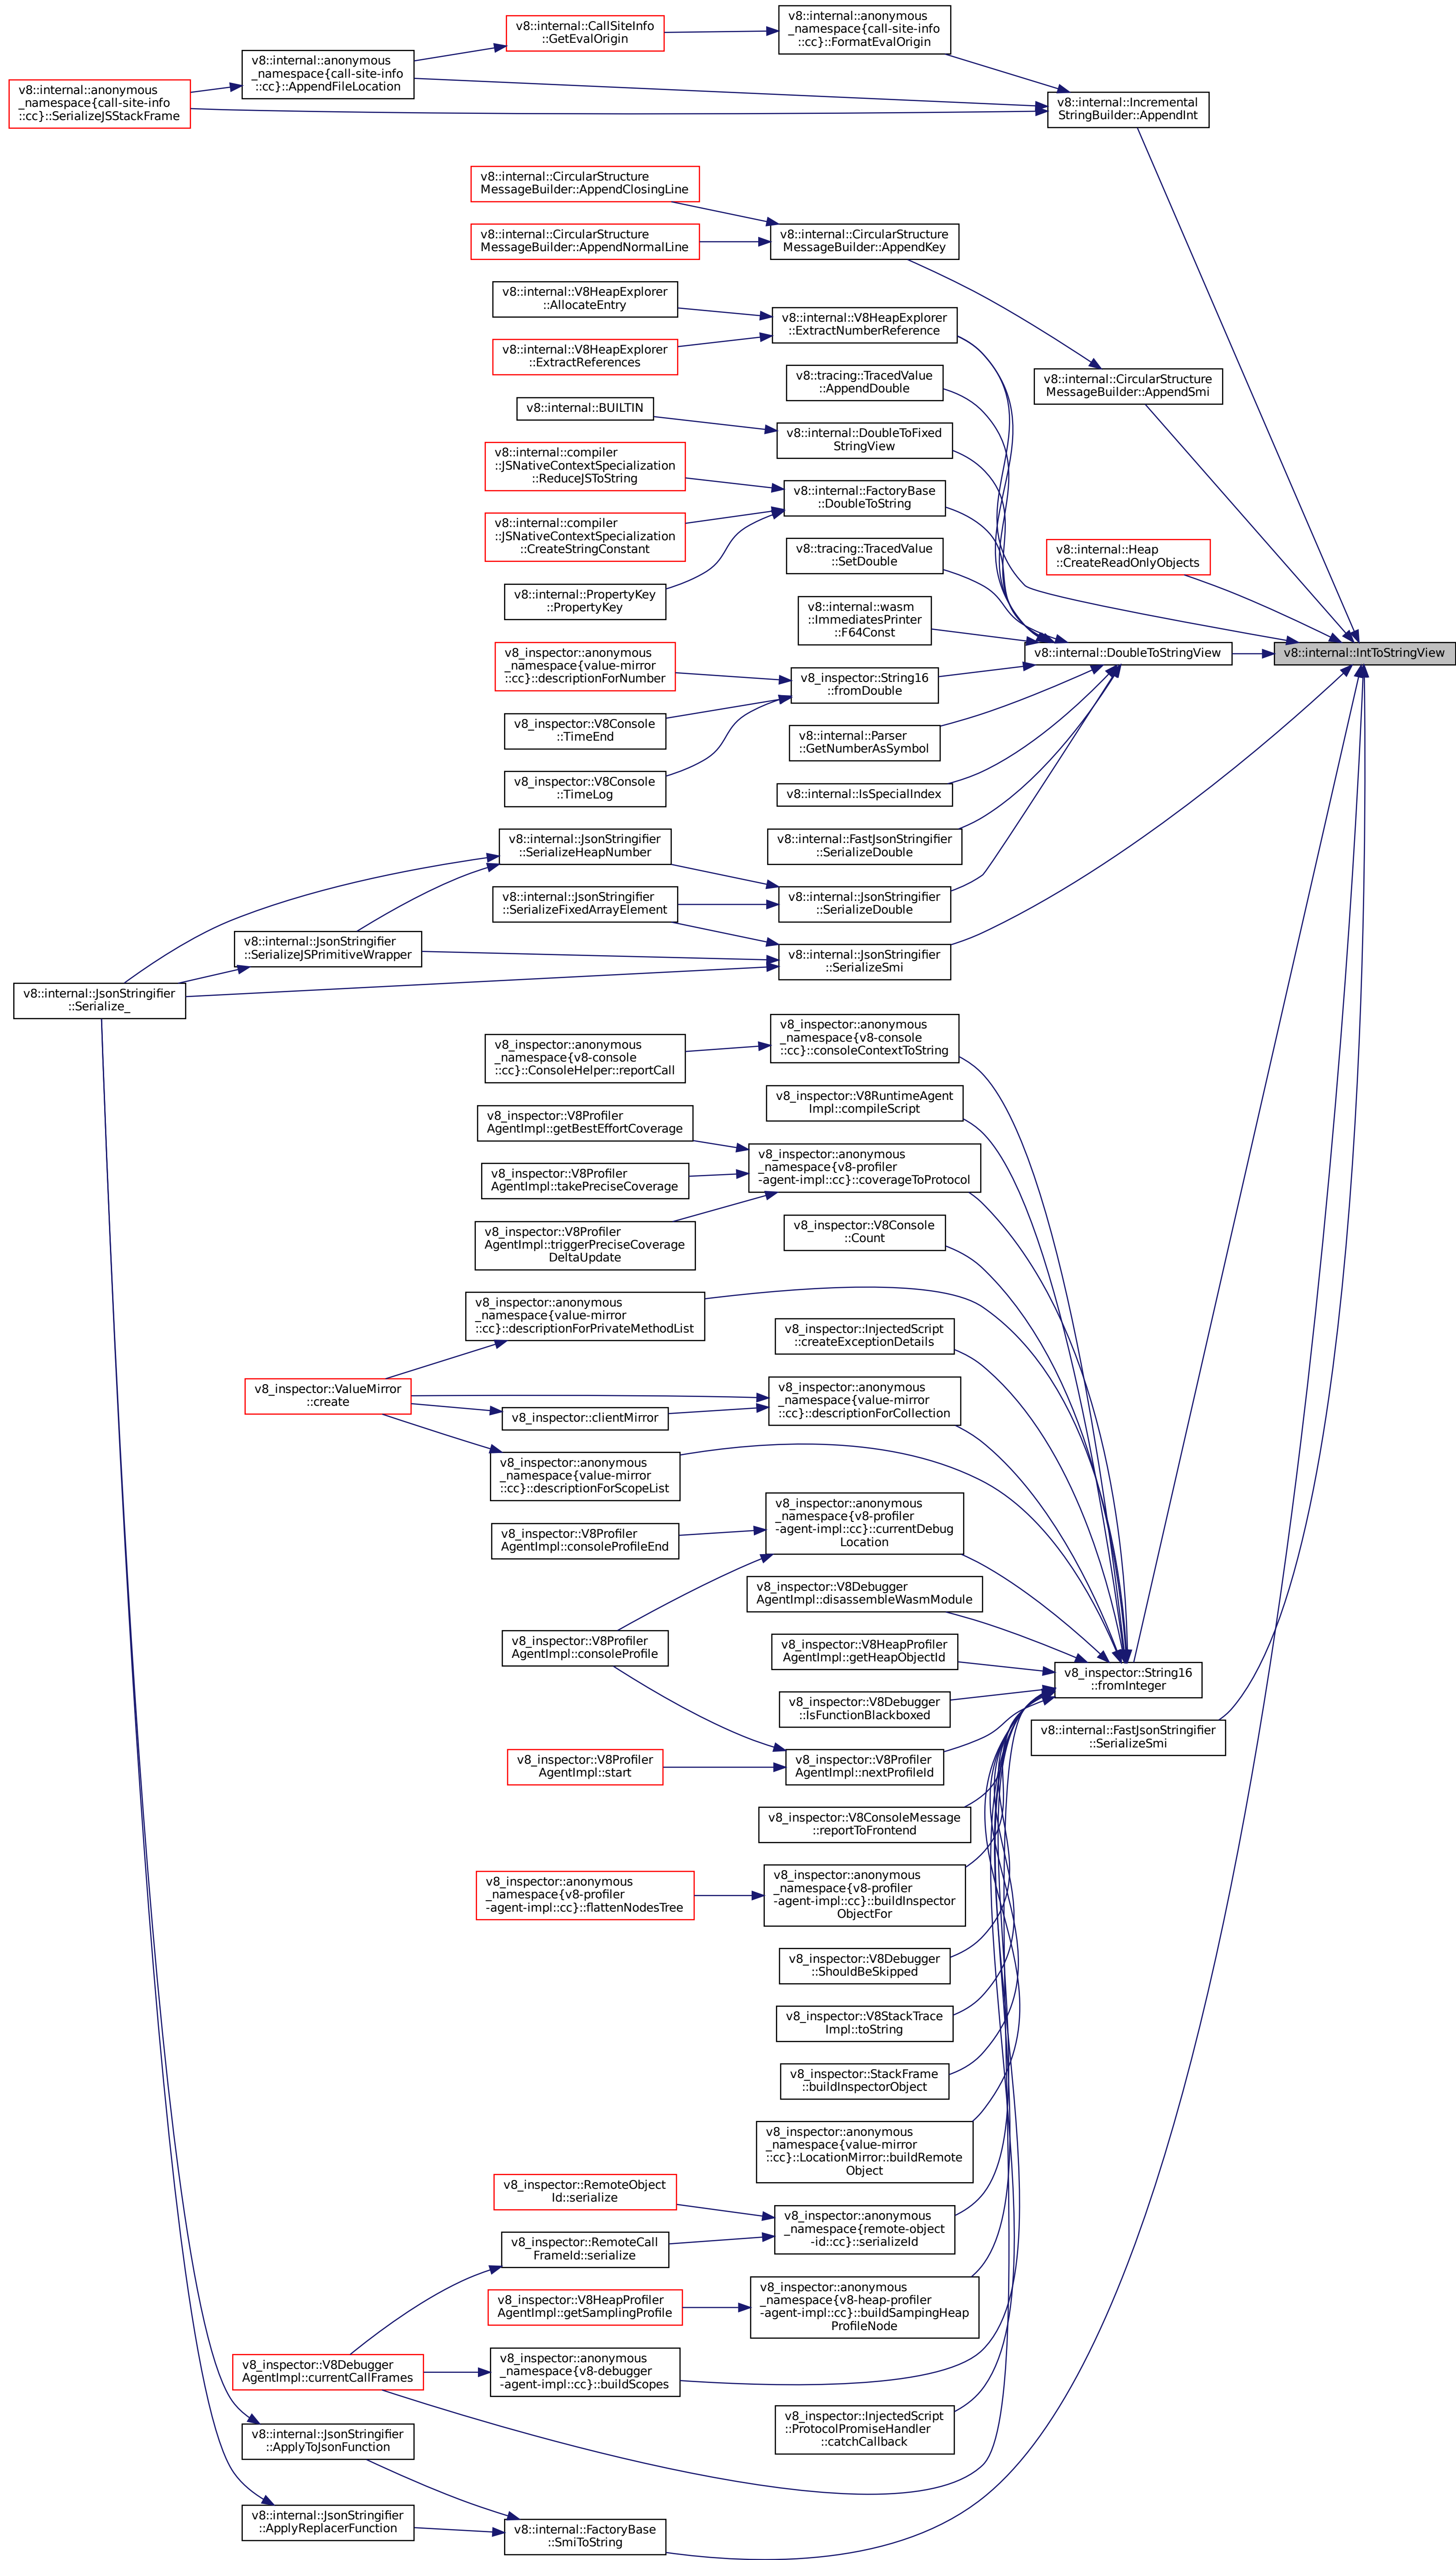 v8::internal::anonymous
_namespace{call-site-info
::cc}::FormatEvalOrigin
v8::internal::CallSiteInfo
::GetEvalOrigin
v8::internal::anonymous
_namespace{call-site-info
::cc}::AppendFileLocation
v8::internal::anonymous
_namespace{call-site-info
::cc}::SerializeJSStackFrame
v8::internal::Incremental
StringBuilder::AppendInt
v8::internal::CircularStructure
MessageBuilder::AppendClosingLine
v8::internal::CircularStructure
MessageBuilder::AppendNormalLine
v8::internal::CircularStructure
MessageBuilder::AppendKey
v8::internal::V8HeapExplorer
::AllocateEntry
v8::internal::V8HeapExplorer
::ExtractNumberReference
v8::internal::V8HeapExplorer
::ExtractReferences
v8::tracing::TracedValue
::AppendDouble
v8::internal::CircularStructure
MessageBuilder::AppendSmi
v8::internal::BUILTIN
v8::internal::DoubleToFixed
StringView
v8::internal::compiler
::JSNativeContextSpecialization
::ReduceJSToString
v8::internal::FactoryBase
::DoubleToString
v8::internal::compiler
::JSNativeContextSpecialization
::CreateStringConstant
v8::tracing::TracedValue
::SetDouble
v8::internal::Heap
::CreateReadOnlyObjects
v8::internal::PropertyKey
::PropertyKey
v8::internal::wasm
::ImmediatesPrinter
::F64Const
v8::internal::DoubleToStringView
v8::internal::IntToStringView
v8_inspector::anonymous
_namespace{value-mirror
::cc}::descriptionForNumber
v8_inspector::String16
::fromDouble
v8_inspector::V8Console
::TimeEnd
v8::internal::Parser
::GetNumberAsSymbol
v8_inspector::V8Console
::TimeLog
v8::internal::IsSpecialIndex
v8::internal::JsonStringifier
::SerializeHeapNumber
v8::internal::FastJsonStringifier
::SerializeDouble
v8::internal::JsonStringifier
::SerializeFixedArrayElement
v8::internal::JsonStringifier
::SerializeDouble
v8::internal::JsonStringifier
::SerializeJSPrimitiveWrapper
v8::internal::JsonStringifier
::SerializeSmi
v8::internal::JsonStringifier
::Serialize_
v8_inspector::anonymous
_namespace{v8-console
::cc}::consoleContextToString
v8_inspector::anonymous
_namespace{v8-console
::cc}::ConsoleHelper::reportCall
v8_inspector::V8RuntimeAgent
Impl::compileScript
v8_inspector::V8Profiler
AgentImpl::getBestEffortCoverage
v8_inspector::anonymous
_namespace{v8-profiler
-agent-impl::cc}::coverageToProtocol
v8_inspector::V8Profiler
AgentImpl::takePreciseCoverage
v8_inspector::V8Profiler
AgentImpl::triggerPreciseCoverage
DeltaUpdate
v8_inspector::V8Console
::Count
v8_inspector::anonymous
_namespace{value-mirror
::cc}::descriptionForPrivateMethodList
v8_inspector::InjectedScript
::createExceptionDetails
v8_inspector::ValueMirror
::create
v8_inspector::anonymous
_namespace{value-mirror
::cc}::descriptionForCollection
v8_inspector::clientMirror
v8_inspector::anonymous
_namespace{value-mirror
::cc}::descriptionForScopeList
v8_inspector::anonymous
_namespace{v8-profiler
-agent-impl::cc}::currentDebug
Location
v8_inspector::V8Profiler
AgentImpl::consoleProfileEnd
v8_inspector::V8Debugger
AgentImpl::disassembleWasmModule
v8_inspector::V8Profiler
AgentImpl::consoleProfile
v8_inspector::V8HeapProfiler
AgentImpl::getHeapObjectId
v8_inspector::String16
::fromInteger
v8_inspector::V8Debugger
::IsFunctionBlackboxed
v8::internal::FastJsonStringifier
::SerializeSmi
v8_inspector::V8Profiler
AgentImpl::start
v8_inspector::V8Profiler
AgentImpl::nextProfileId
v8_inspector::V8ConsoleMessage
::reportToFrontend
v8_inspector::anonymous
_namespace{v8-profiler
-agent-impl::cc}::flattenNodesTree
v8_inspector::anonymous
_namespace{v8-profiler
-agent-impl::cc}::buildInspector
ObjectFor
v8_inspector::V8Debugger
::ShouldBeSkipped
v8_inspector::V8StackTrace
Impl::toString
v8_inspector::StackFrame
::buildInspectorObject
v8_inspector::anonymous
_namespace{value-mirror
::cc}::LocationMirror::buildRemote
Object
v8_inspector::RemoteObject
Id::serialize
v8_inspector::anonymous
_namespace{remote-object
-id::cc}::serializeId
v8_inspector::RemoteCall
FrameId::serialize
v8_inspector::V8HeapProfiler
AgentImpl::getSamplingProfile
v8_inspector::anonymous
_namespace{v8-heap-profiler
-agent-impl::cc}::buildSampingHeap
ProfileNode
v8_inspector::V8Debugger
AgentImpl::currentCallFrames
v8_inspector::anonymous
_namespace{v8-debugger
-agent-impl::cc}::buildScopes
v8_inspector::InjectedScript
::ProtocolPromiseHandler
::catchCallback
v8::internal::JsonStringifier
::ApplyToJsonFunction
v8::internal::JsonStringifier
::ApplyReplacerFunction
v8::internal::FactoryBase
::SmiToString